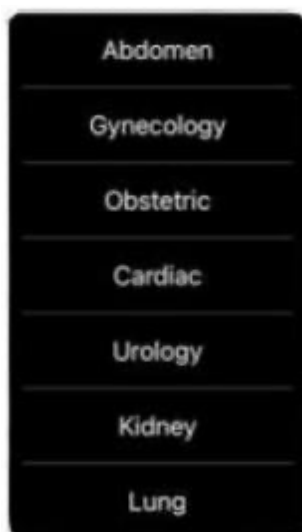 Abdomen
Gynecology
Obstetric
Cardiac
Urology
Kidney
Lung